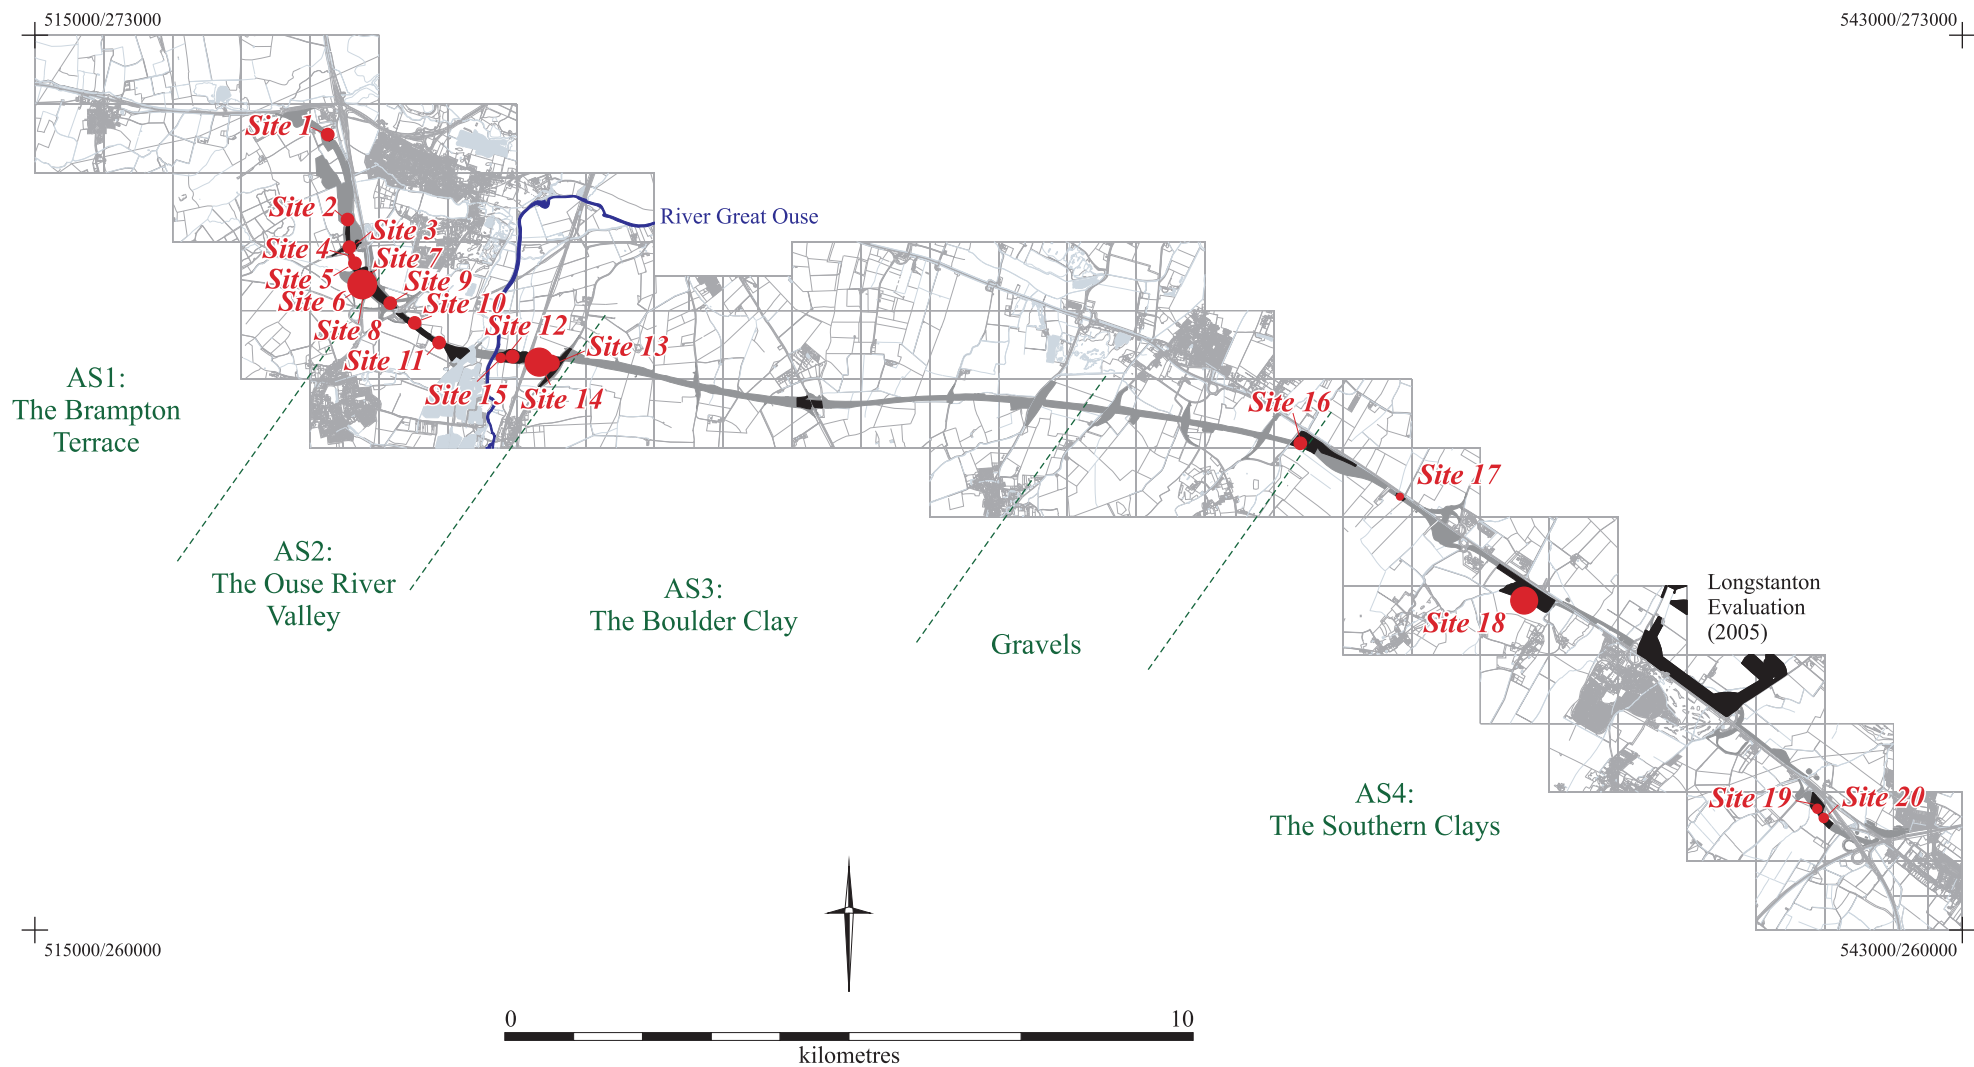 515000/273000
543000/273000
Site 1
Site 2
Site 3
Site 4
Site 7
Site 5
Site 9
Site 6
Site 10
Site 8
Site 12
Site 11
Site 13
Site 15
Site 14
River Great Ouse
Site 16
Site 17
Site 18
Longstanton
Evaluation
(2005)
Site 19
Site 20
AS1:
The Brampton
Terrace
AS2:
The Ouse River
Valley
AS3:
The Boulder Clay
Gravels
AS4:
The Southern Clays
515000/260000
543000/260000
0
10
kilometres